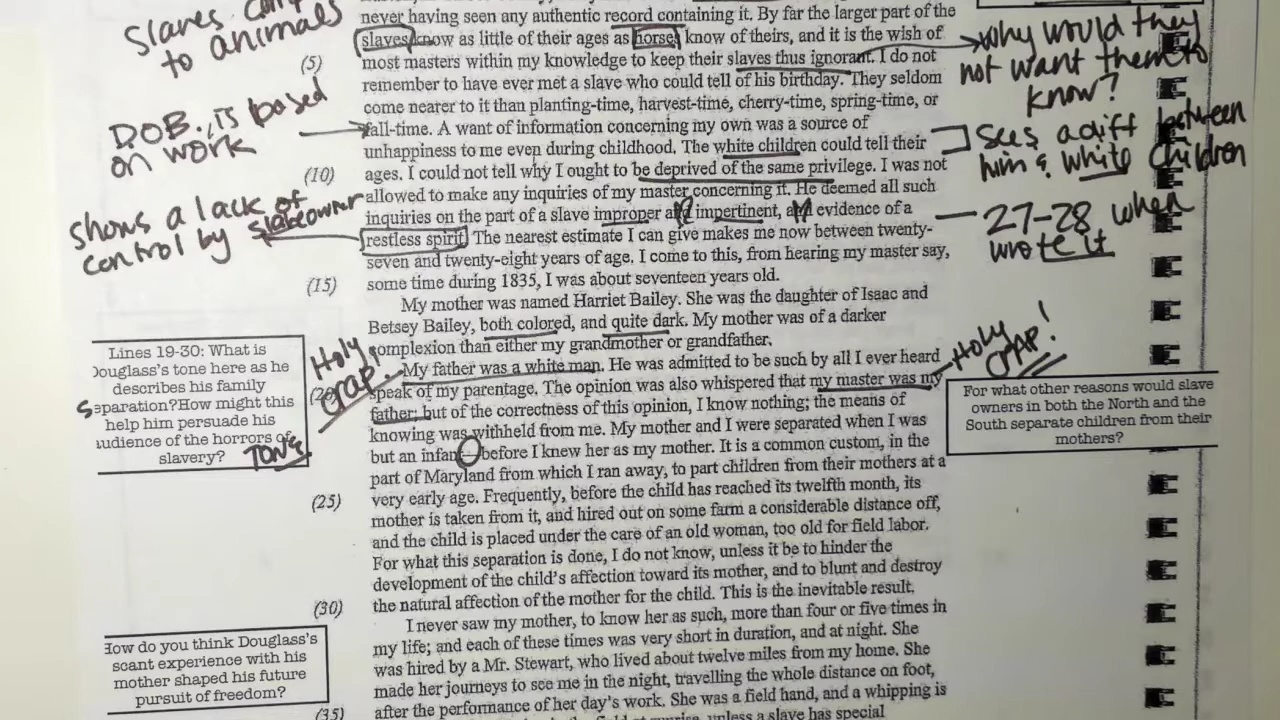 never having seen any authentic record containing it. By far the larger part of the
slaves know as little of their ages as horses know of theirs, and it is the wish of
most masters within my knowledge to keep their slaves thus ignorant. I do not
remember to have ever met a slave who could tell of his birthday. They seldom
come nearer to it than planting-time, harvest-time, cherry-time, spring-time, or
fall-time. A want of information concerning my own was a source of
unhappiness to me even during childhood. The white children could tell their
ages. I could not tell why I ought to be deprived of the same privilege. I was not
allowed to make any inquiries of my master concerning it. He deemed all such
inquiries on the part of a slave improper and impertinent, and evidence of a
restless spirit. The nearest estimate I can give makes me now between twenty-
seven and twenty-eight years of age. I come to this, from hearing my master say,
some time during 1835, I was about seventeen years old.
My mother was named Harriet Bailey. She was the daughter of Isaac and
Betsey Bailey, both colored, and quite dark. My mother was of a darker
complexion than either my grandmother or grandfather.
My father was a white man. He was admitted to be such by all I ever heard
speak of my parentage. The opinion was also whispered that my master was my
father; but of the correctness of this opinion, I know nothing; the means of
knowing was withheld from me. My mother and I were separated when I was
but an infant before I knew her as my mother. It is a common custom, in the
part of Maryland from which I ran away, to part children from their mothers at a
very early age. Frequently, before the child has reached its twelfth month, its
mother is taken from it, and hired out on some farm a considerable distance off,
and the child is placed under the care of an old woman, too old for field labor.
For what this separation is done, I do not know, unless it be to hinder the
development of the child's affection toward its mother, and to blunt and destroy
the natural affection of the mother for the child. This is the inevitable result.
I never saw my mother, to know her as such, more than four or five times in
my life; and each of these times was very short in duration, and at night. She
was hired by a Mr. Stewart, who lived about twelve miles from my home. She
made her journeys to see me in the night, travelling the whole distance on foot,
after the performance of her day's work. She was a field hand, and a whipping is
unless a slave has special
(5)
(10)
(15)
(20)
(25)
(30)
(35)
Slaves
to animals
D.O.B. is based
on work
shows a lack of
control by slaveowner
Holy
crap!
Lines 19-30: What is
Douglass's tone here as he
describes his family
separation?How might this
help him persuade his
audience of the horrors of
slavery?
TONE
How do you think Douglass's
scant experience with his
mother shaped his future
pursuit of freedom?
why would they
not want them to
know?
sees a diff between
him & white children
27-28 when
wrote it
Holy
crap!
For what other reasons would slave
owners in both the North and the
South separate children from their
mothers?